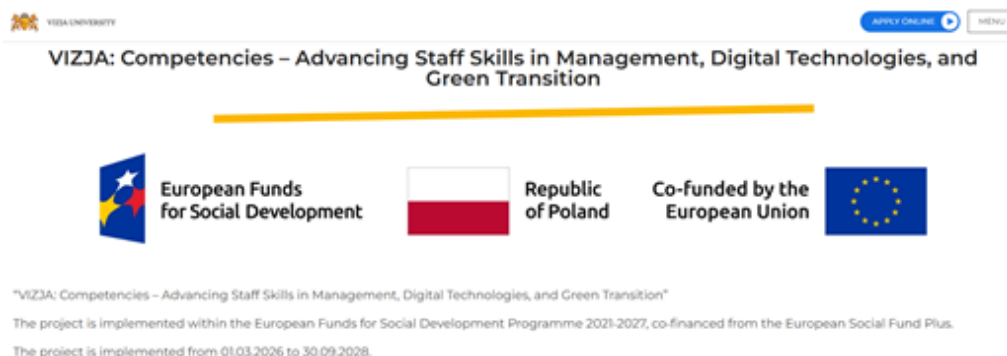 VIZJA UNIVERSITY
APPLY ONLINE
MENU
VIZJA: Competencies – Advancing Staff Skills in Management, Digital Technologies, and
Green Transition
European Funds
for Social Development
Republic
of Poland
Co-funded by the
European Union
"VIZJA: Competencies – Advancing Staff Skills in Management, Digital Technologies, and Green Transition"
The project is implemented within the European Funds for Social Development Programme 2021-2027, co-financed from the European Social Fund Plus.
The project is implemented from 01.03.2026 to 30.09.2028.